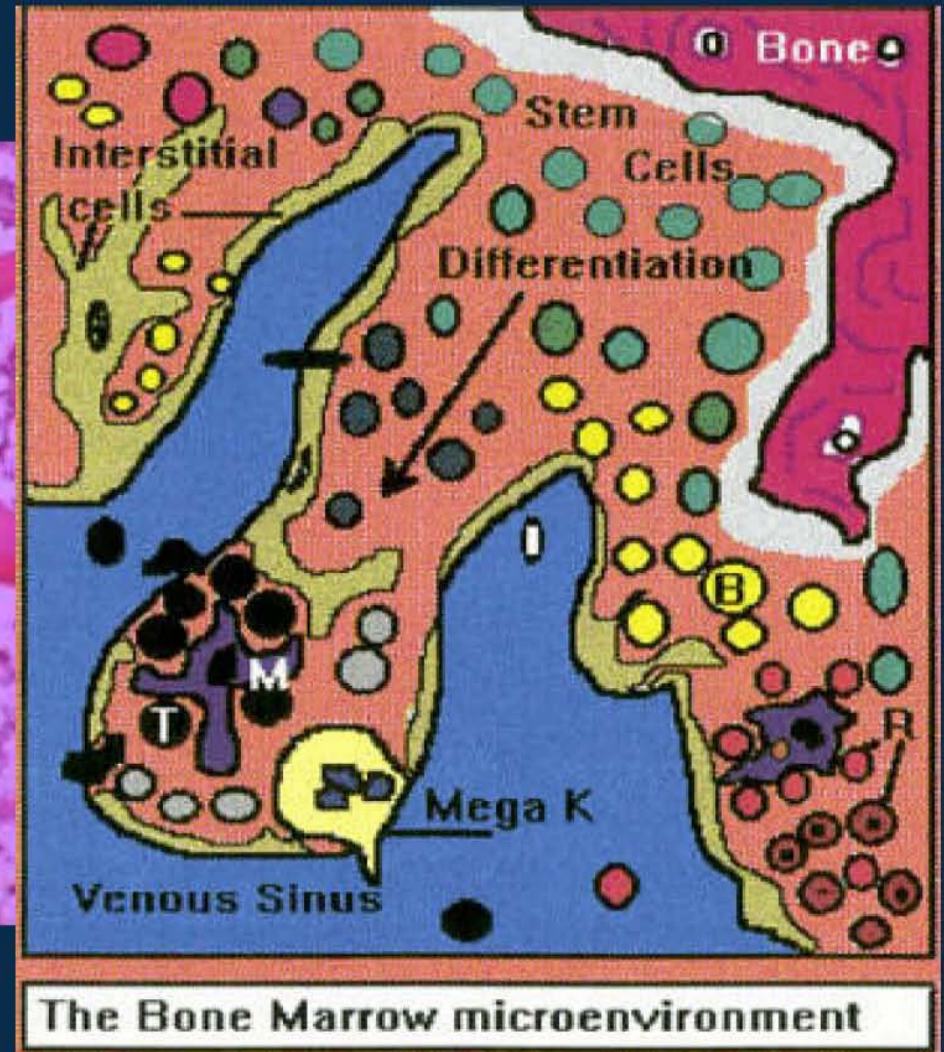 Bone
Stem
Cells
Interstitial
cells
Differentiation
I
B
M
T
R
Mega K
Venous Sinus
The Bone Marrow microenvironment